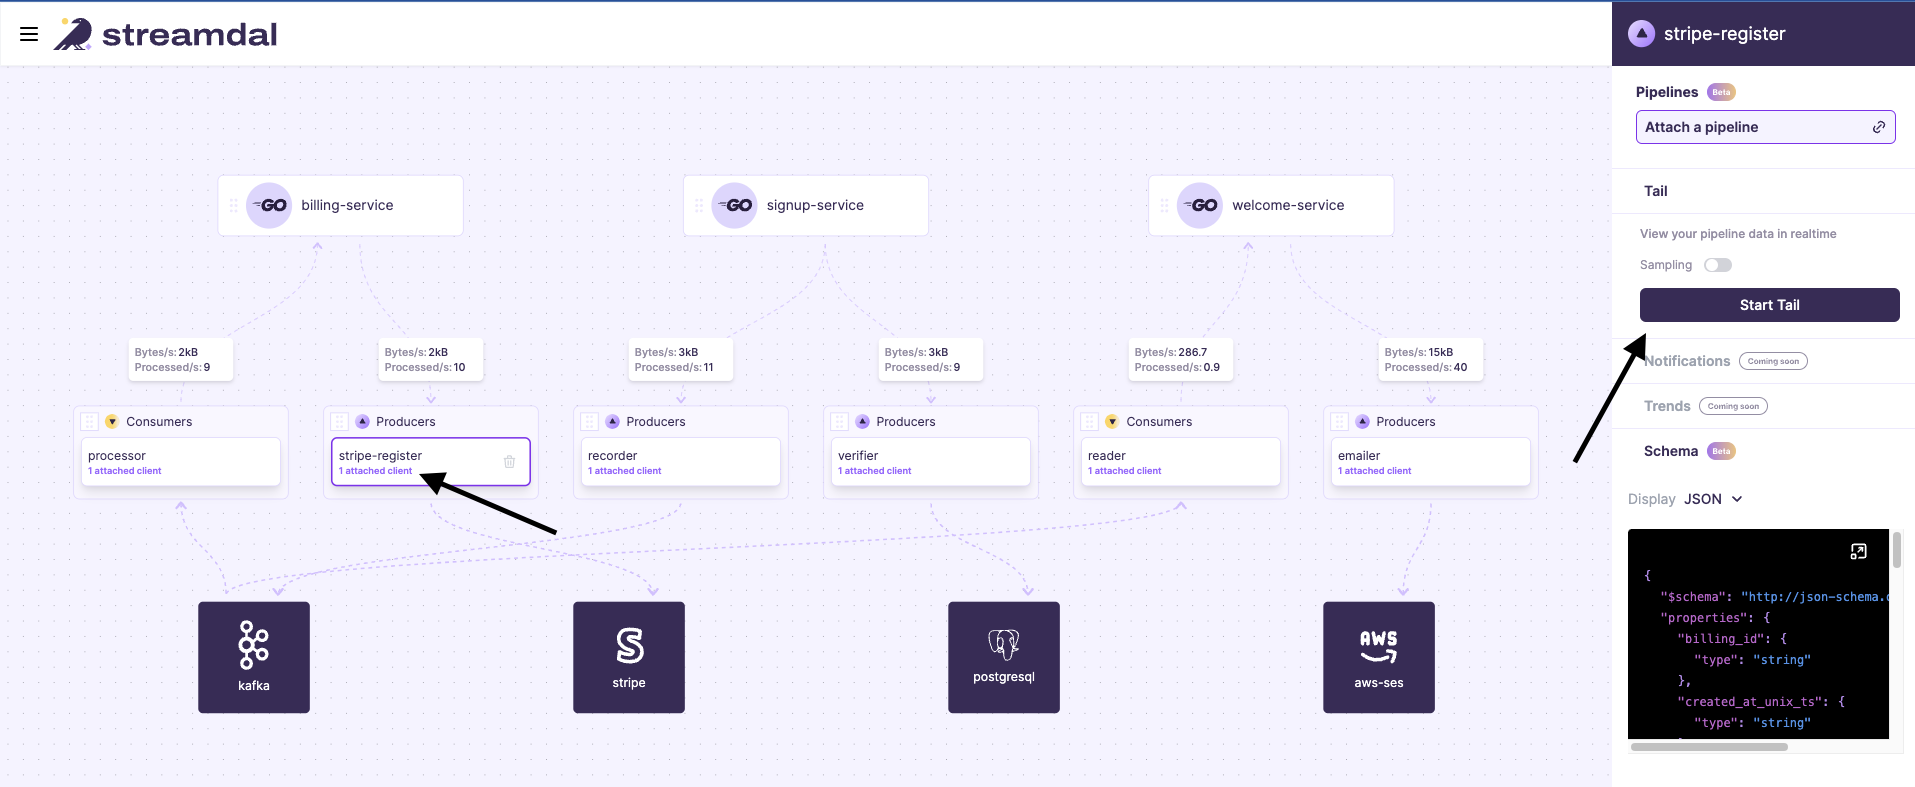 streamdal
stripe-register
Pipelines Beta
Attach a pipeline
Tail
View your pipeline data in realtime
Sampling
Start Tail
Notifications Coming soon
Trends Coming soon
Schema Beta
Display JSON
{
"$schema": "http://json-schema.
"properties": {
"billing_id": {
"type": "string"
},
"created_at_unix_ts": {
"type": "string"
GO billing-service
GO signup-service
GO welcome-service
Bytes/s: 2kB
Processed/s: 9
Bytes/s: 2kB
Processed/s: 10
Bytes/s: 3kB
Processed/s: 11
Bytes/s: 3kB
Processed/s: 9
Bytes/s: 286.7
Processed/s: 0.9
Bytes/s: 15kB
Processed/s: 40
Consumers
processor
1 attached client
Producers
stripe-register
1 attached client
Producers
recorder
1 attached client
Producers
verifier
1 attached client
Consumers
reader
1 attached client
Producers
emailer
1 attached client
kafka
S
stripe
postgresql
AWS
aws-ses